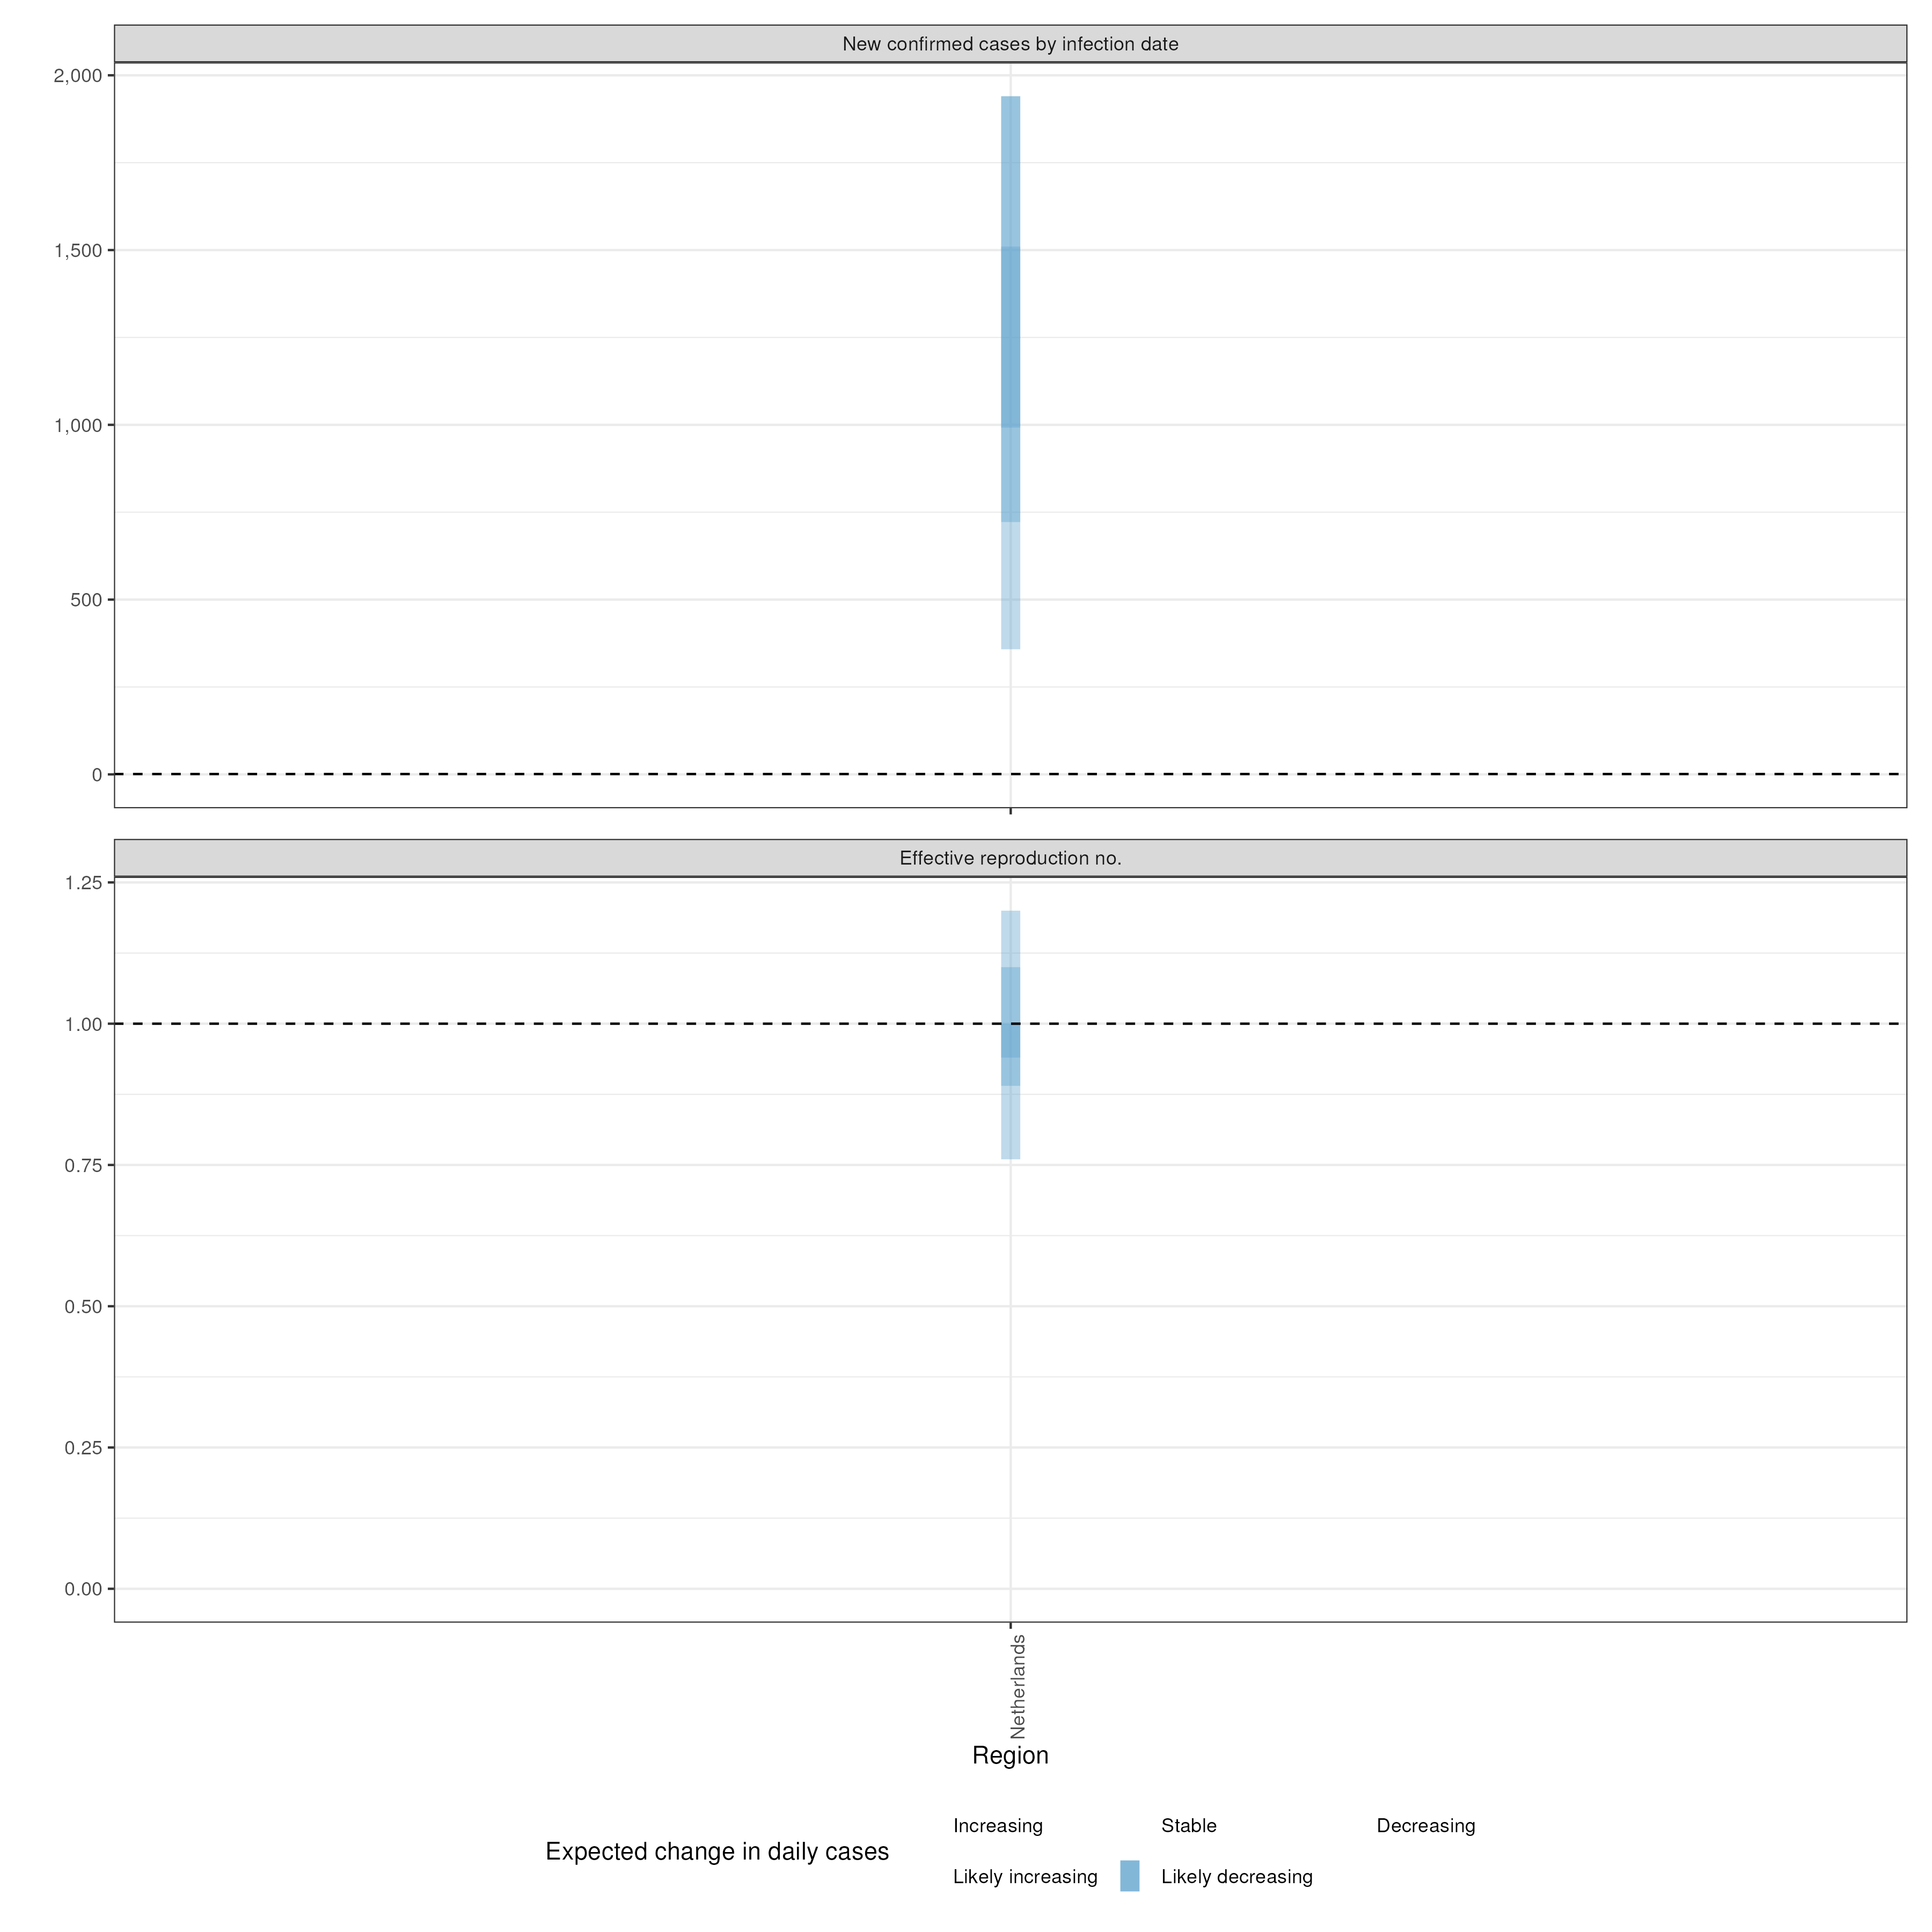 New confirmed cases by infection date
2,000
1,500
1,000
500
0
Effective reproduction no.
1.25
1.00
0.75
0.50
0.25
0.00
Netherlands
Region
Expected change in daily cases
Increasing
Stable
Decreasing
Likely increasing
Likely decreasing